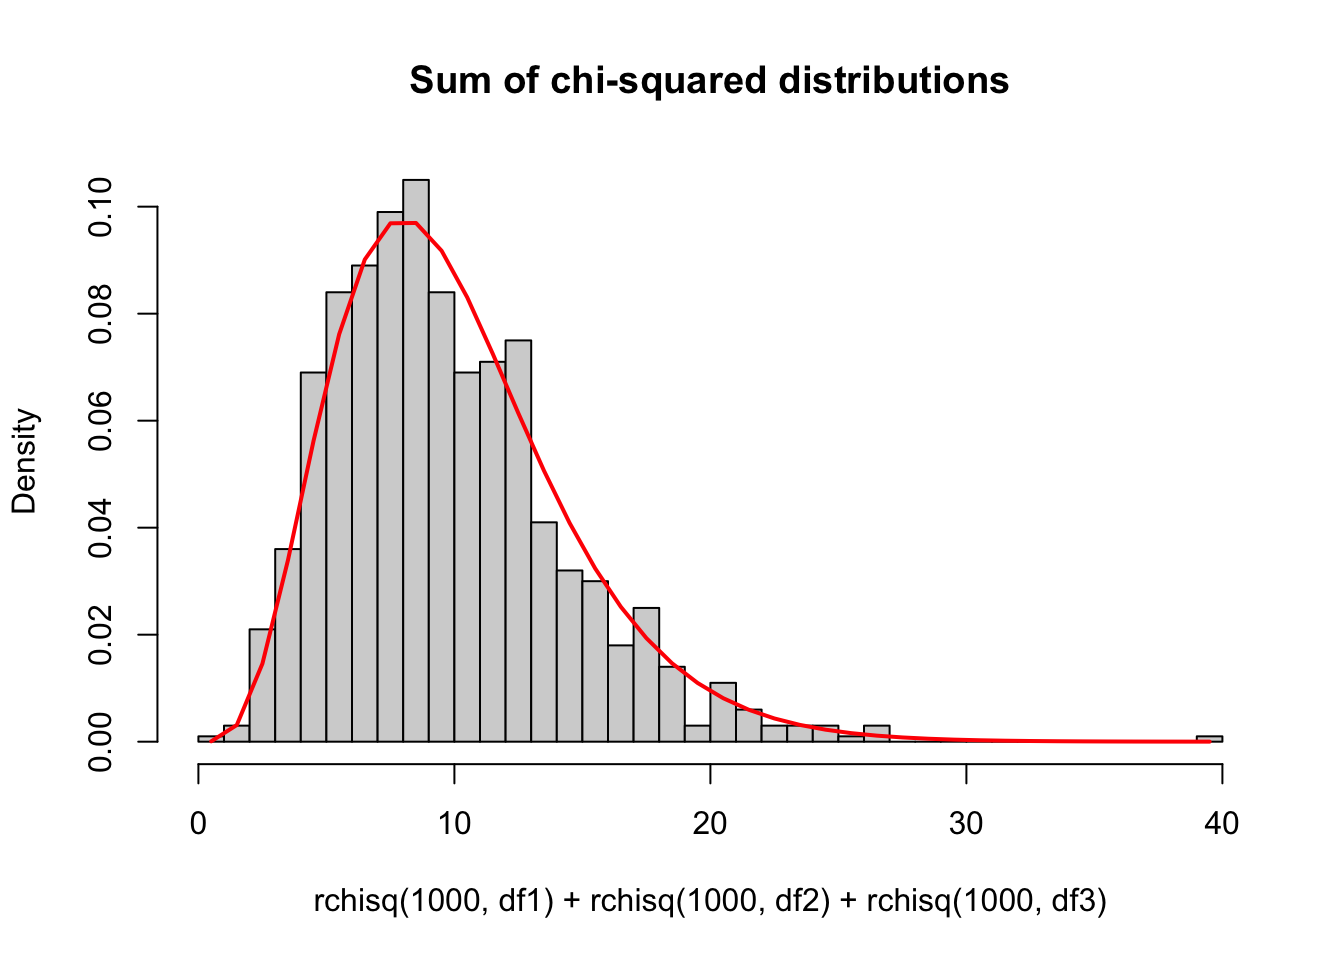 Sum of chi-squared distributions
Density
0.10
0.08
0.06
0.04
0.02
0.00
0 10 20 30 40
rchisq(1000, df1) + rchisq(1000, df2) + rchisq(1000, df3)